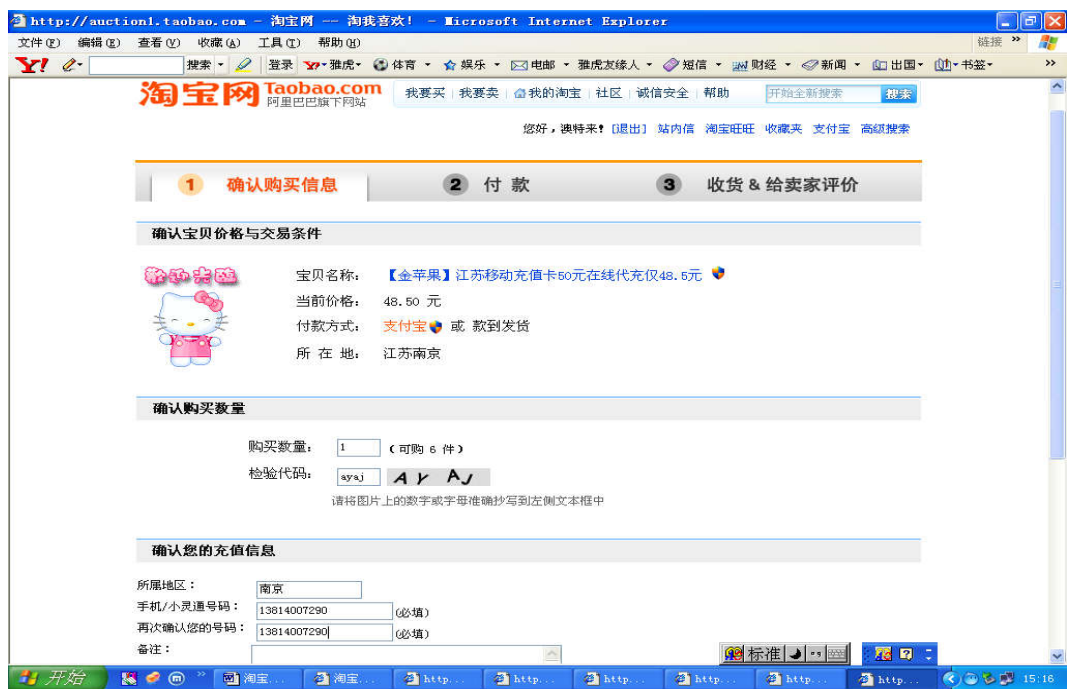 http://auction1.taobao.com - 淘宝网 -- 淘我喜欢! - Microsoft Internet Explorer
文件(F) 编辑(E) 查看(V) 收藏(A) 工具(T) 帮助(H) 链接 »
Y! 搜索 登录 雅虎 体育 娱乐 电邮 雅虎友缘人 短信 财经 新闻 出国 书签 »
淘宝网 Taobao.com 我要买 我要卖 我的淘宝 社区 诚信安全 帮助 开始全新搜索 搜索
阿里巴巴旗下网站
您好,澳特来! [退出] 站内信 淘宝旺旺 收藏夹 支付宝 高级搜索
1 确认购买信息 2 付 款 3 收货 & 给卖家评价
确认宝贝价格与交易条件
宝贝名称: 【金苹果】江苏移动充值卡50元在线代充仅48.5元
当前价格: 48.50 元
付款方式: 支付宝 或 款到发货
所 在 地: 江苏南京
确认购买数量
购买数量: 1 (可购 6 件)
检验代码: ayaj A Y A J
请将图片上的数字或字母准确抄写到左侧文本框中
确认您的充值信息
所属地区: 南京
手机/小灵通号码: 13814007290 (必填)
再次确认您的号码: 13814007290 (必填)
备注:
标准
开始 » 淘宝... 淘宝... http... http... http... http... http... http... 15:16